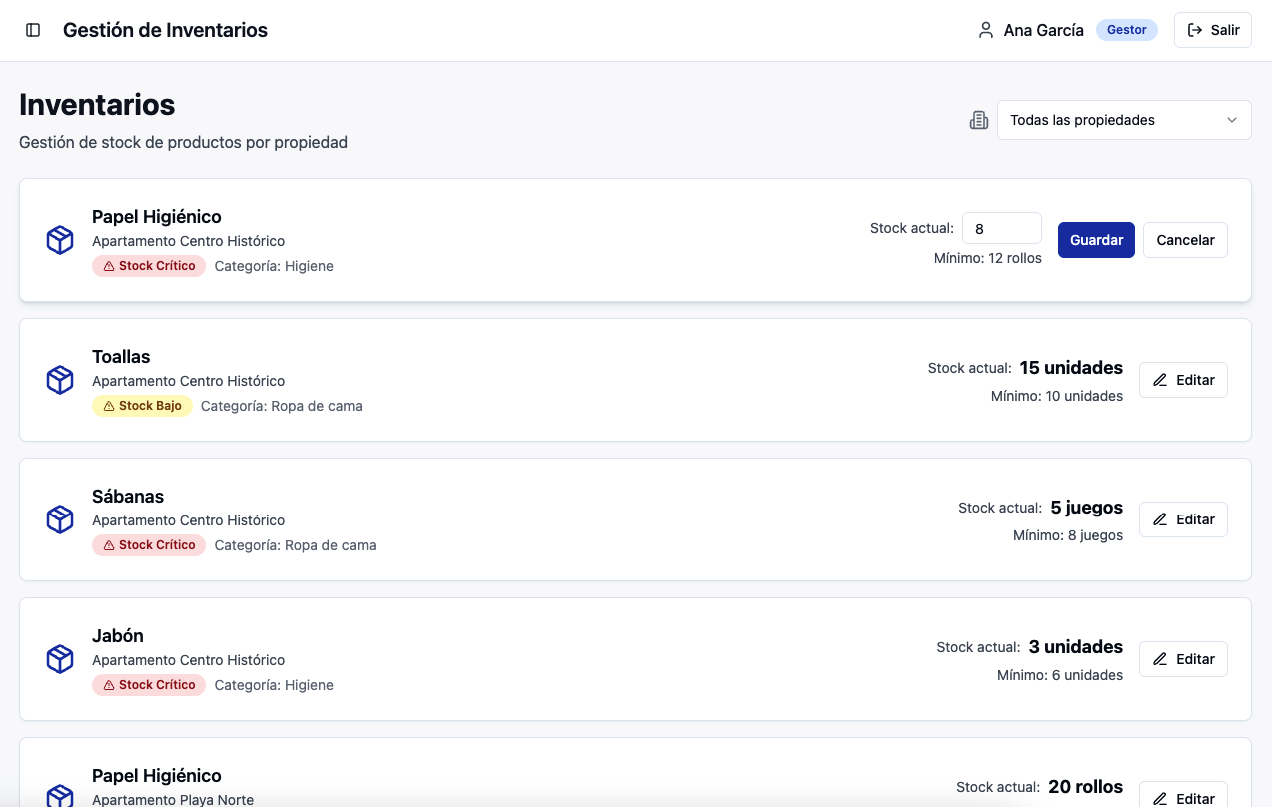 Gestión de Inventarios
Ana García
Gestor
Salir
Inventarios
Gestión de stock de productos por propiedad
Todas las propiedades
Papel Higiénico
Apartamento Centro Histórico
Stock Crítico Categoría: Higiene
Stock actual: 8
Mínimo: 12 rollos
Guardar
Cancelar
Toallas
Apartamento Centro Histórico
Stock Bajo Categoría: Ropa de cama
Stock actual: 15 unidades
Mínimo: 10 unidades
Editar
Sábanas
Apartamento Centro Histórico
Stock Crítico Categoría: Ropa de cama
Stock actual: 5 juegos
Mínimo: 8 juegos
Editar
Jabón
Apartamento Centro Histórico
Stock Crítico Categoría: Higiene
Stock actual: 3 unidades
Mínimo: 6 unidades
Editar
Papel Higiénico
Apartamento Playa Norte
Stock actual: 20 rollos
Editar